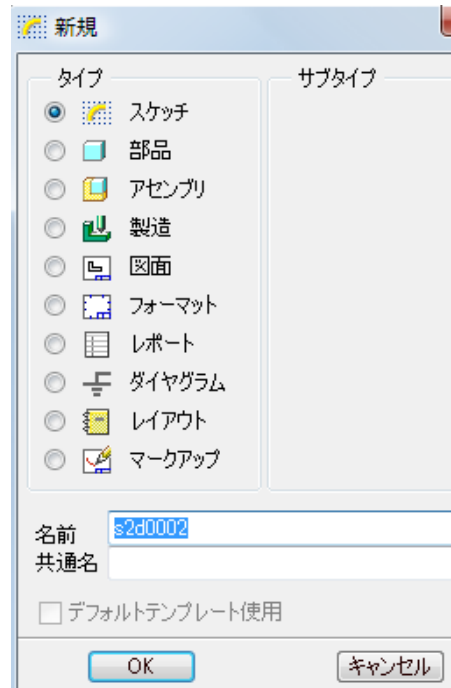 新規
タイプ
サブタイプ
スケッチ
部品
アセンブリ
製造
図面
フォーマット
レポート
ダイヤグラム
レイアウト
マークアップ
名前 s2d0002
共通名
デフォルトテンプレート使用
OK キャンセル